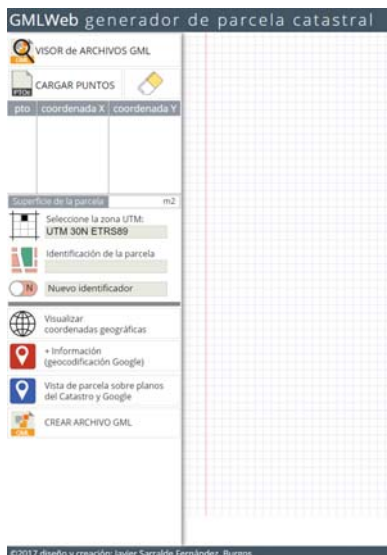 GMLWeb generador de parcela catastral
VISOR de ARCHIVOS GML
GML
CARGAR PUNTOS
PTOs
pto coordenada X coordenada Y
Superficie de la parcela m2
Seleccione la zona UTM:
UTM 30N ETRS89
Identificación de la parcela
N Nuevo identificador
Visualizar
coordenadas geográficas
+ Información
(geocodificación Google)
Vista de parcela sobre planos
del Catastro y Google
CREAR ARCHIVO GML
GML
©2017 diseño y creación: Javier Sarralde Fernández. Burgos